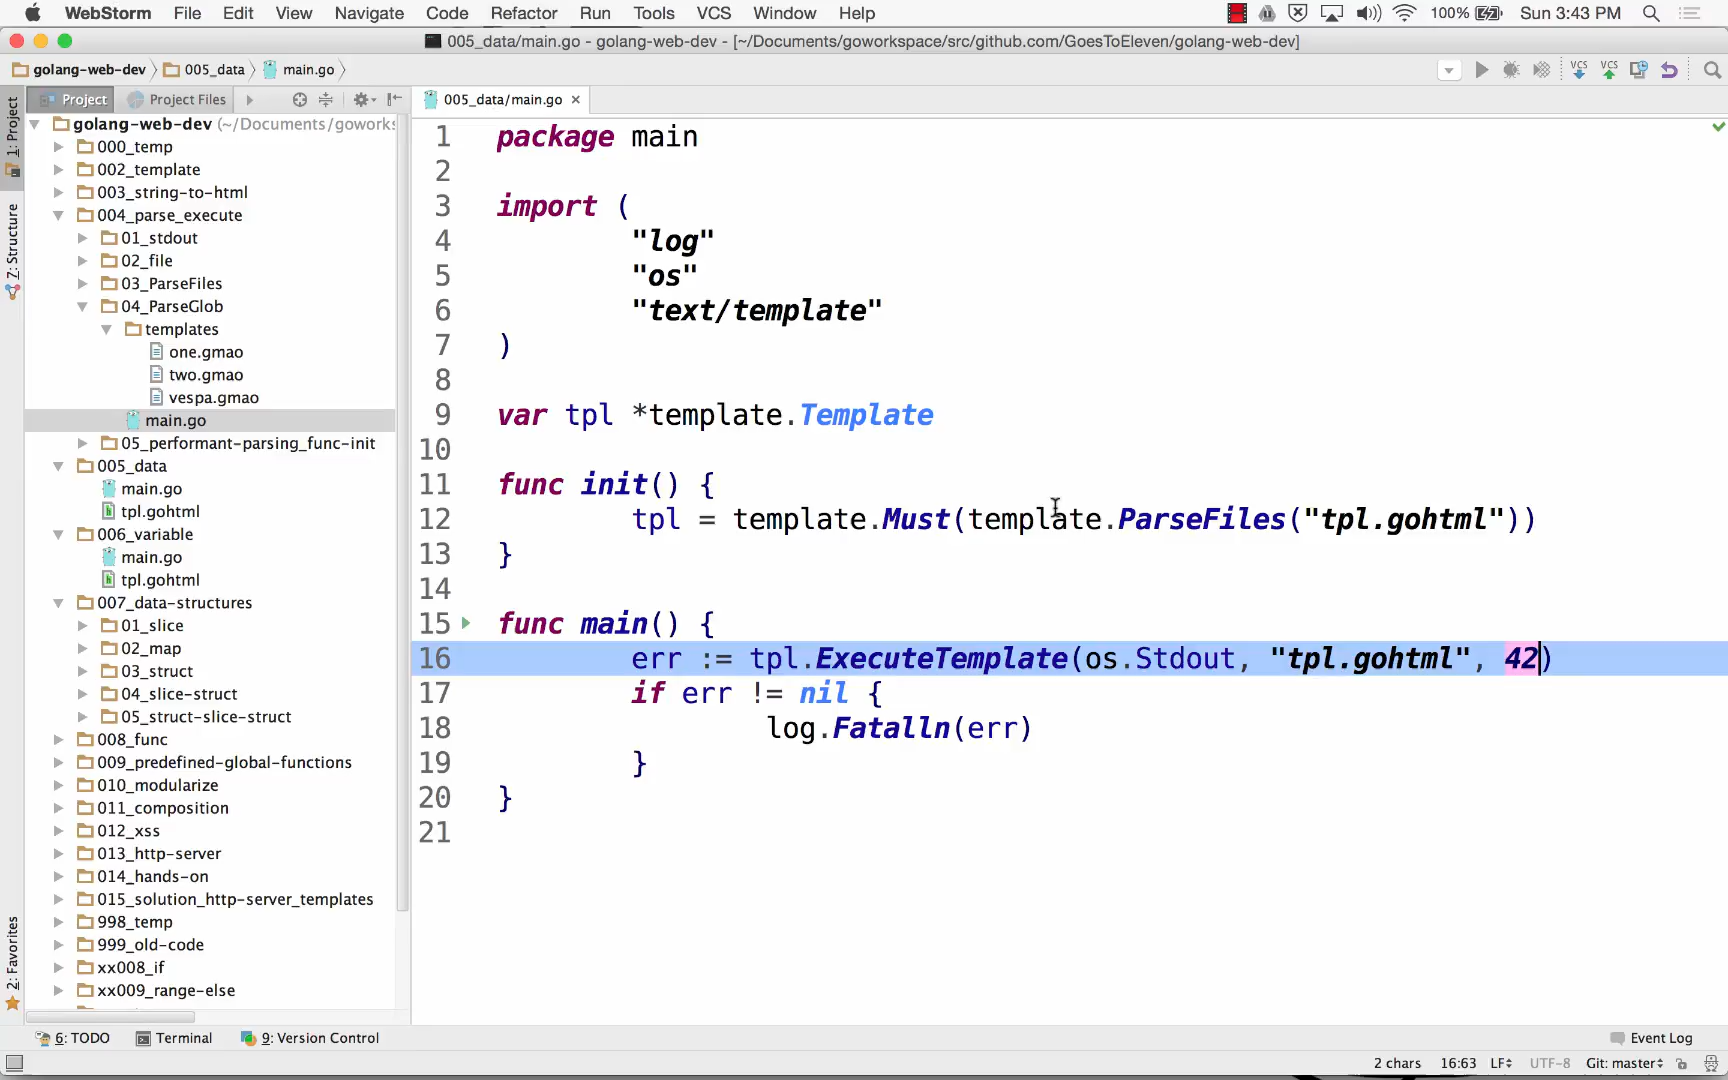 WebStorm File Edit View Navigate Code Refactor Run Tools VCS Window Help 100% Sun 3:43 PM
005_data/main.go - golang-web-dev - [~/Documents/goworkspace/src/github.com/GoesToEleven/golang-web-dev]
golang-web-dev 005_data main.go VCS VCS
Project Project Files
005_data/main.go ×
1: Project
7: Structure
2: Favorites
golang-web-dev (~/Documents/gowork
000_temp
002_template
003_string-to-html
004_parse_execute
01_stdout
02_file
03_ParseFiles
04_ParseGlob
templates
one.gmao
two.gmao
vespa.gmao
main.go
05_performant-parsing_func-init
005_data
main.go
tpl.gohtml
006_variable
main.go
tpl.gohtml
007_data-structures
01_slice
02_map
03_struct
04_slice-struct
05_struct-slice-struct
008_func
009_predefined-global-functions
010_modularize
011_composition
012_xss
013_http-server
014_hands-on
015_solution_http-server_templates
998_temp
999_old-code
xx008_if
xx009_range-else
1 package main
2
3 import (
4 "log"
5 "os"
6 "text/template"
7 )
8
9 var tpl *template.Template
10
11 func init() {
12 tpl = template.Must(template.ParseFiles("tpl.gohtml"))
13 }
14
15 func main() {
16 err := tpl.ExecuteTemplate(os.Stdout, "tpl.gohtml", 42)
17 if err != nil {
18 log.Fatalln(err)
19 }
20 }
21
6: TODO Terminal 9: Version Control Event Log
2 chars 16:63 LF÷ UTF-8 Git: master÷